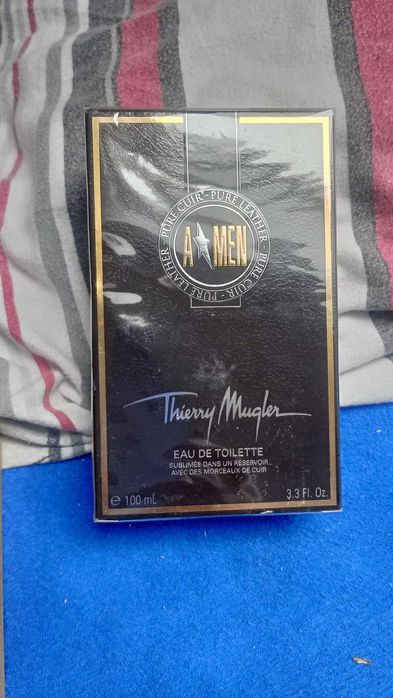 PURE CUIR - PURE LEATHER - PURE CUIR - PURE LEATHER -
A★MEN
Thierry Mugler
EAU DE TOILETTE
SUBLIMÉE DANS UN RÉSERVOIR
AVEC DES MORCEAUX DE CUIR
℮ 100 mL
3.3 Fl. Oz.